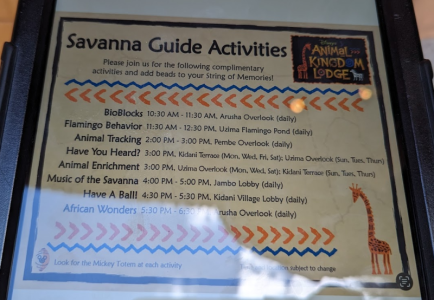 Savanna Guide Activities
Please join us for the following complimentary
activities and add beads to your String of Memories!
Disney's
ANIMAL
KINGDOM
LODGE
BioBlocks 10:30 AM - 11:30 AM, Arusha Overlook (daily)
Flamingo Behavior 11:30 AM - 12:30 PM, Uzima Flamingo Pond (daily)
Animal Tracking 2:00 PM - 3:00 PM, Pembe Overlook (daily)
Have You Heard? 3:00 PM, Kidani Terrace (Mon, Wed, Fri, Sat); Uzima Overlook (Sun, Tues, Thurs)
Animal Enrichment 3:00 PM, Uzima Overlook (Mon, Wed, Sat); Kidani Terrace (Sun, Tues, Thurs)
Music of the Savanna 4:00 PM - 5:00 PM, Jambo Lobby (daily)
Have A Ball! 4:30 PM - 5:30 PM, Kidani Village Lobby (daily)
African Wonders 5:30 PM - Arusha Overlook (daily)
Look for the Mickey Totem at each activity
subject to change.